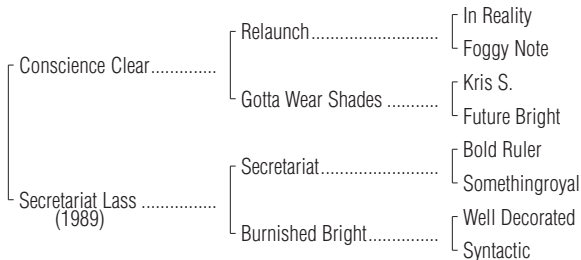 In Reality
Relaunch...........................
Foggy Note
Conscience Clear..............
Kris S.
Gotta Wear Shades ...........
Future Bright
Bold Ruler
Secretariat.........................
Somethingroyal
Secretariat Lass ................
(1989)
Well Decorated
Burnished Bright...............
Syntactic